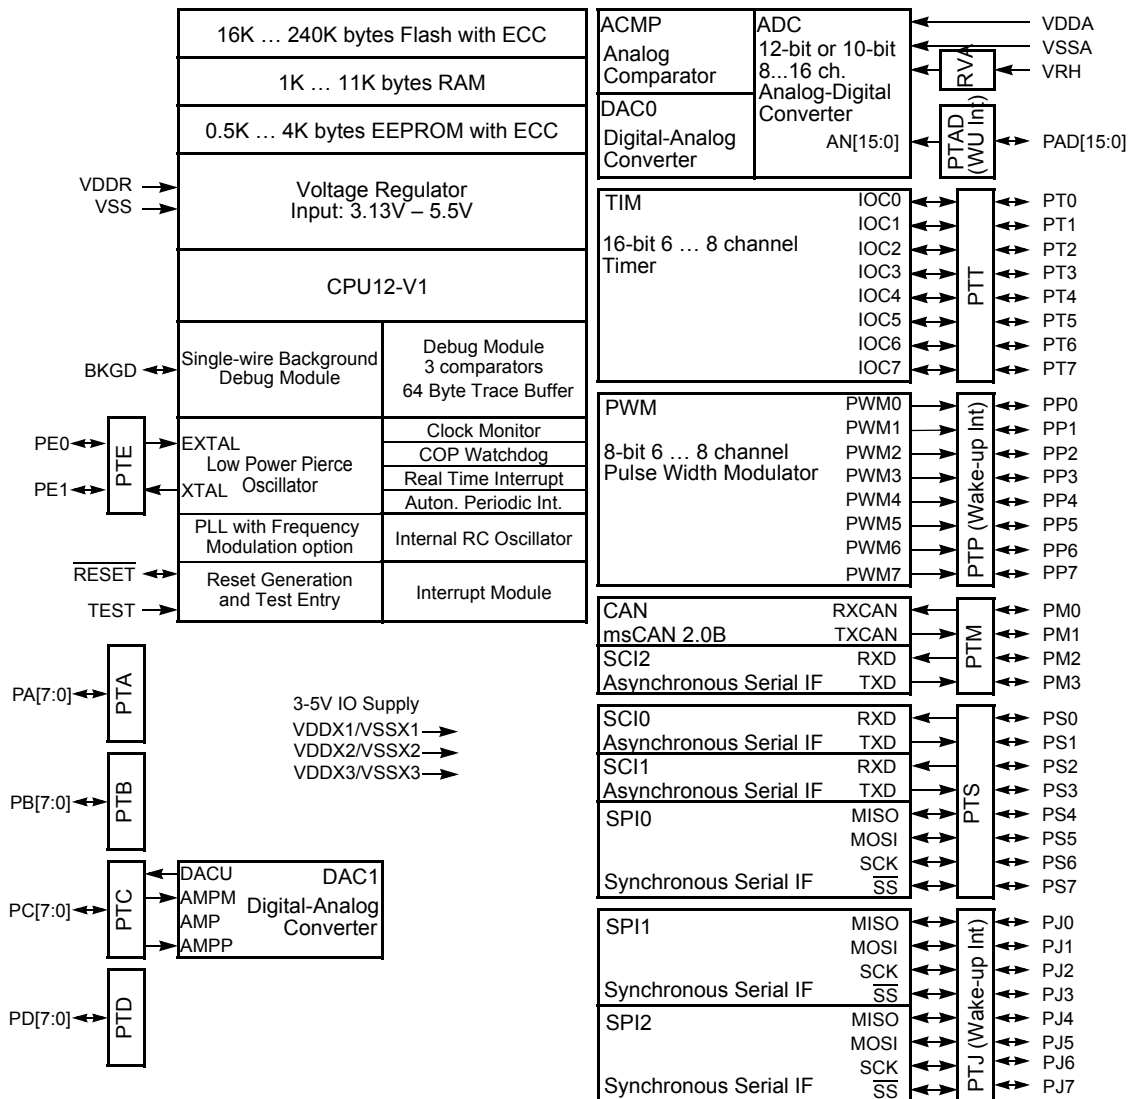 16K … 240K bytes Flash with ECC
1K … 11K bytes RAM
0.5K … 4K bytes EEPROM with ECC
VDDR
VSS
Voltage Regulator
Input: 3.13V – 5.5V
CPU12-V1
BKGD
Single-wire Background
Debug Module
Debug Module
3 comparators
64 Byte Trace Buffer
PE0
PE1
PTE
EXTAL
Low Power Pierce
Oscillator
XTAL
Clock Monitor
COP Watchdog
Real Time Interrupt
Auton. Periodic Int.
PLL with Frequency
Modulation option
Internal RC Oscillator
RESET
TEST
Reset Generation
and Test Entry
Interrupt Module
PA[7:0]
PTA
3-5V IO Supply
VDDX1/VSSX1
VDDX2/VSSX2
VDDX3/VSSX3
PB[7:0]
PTB
PC[7:0]
PTC
DACU
AMPM
AMP
AMPP
DAC1
Digital-Analog
Converter
PD[7:0]
PTD
ACMP
Analog
Comparator
DAC0
Digital-Analog
Converter
ADC
12-bit or 10-bit
8...16 ch.
Analog-Digital
Converter
AN[15:0]
VDDA
VSSA
RVA
VRH
PTAD
(WU Int)
PAD[15:0]
TIM
16-bit 6 … 8 channel
Timer
IOC0
IOC1
IOC2
IOC3
IOC4
IOC5
IOC6
IOC7
PTT
PT0
PT1
PT2
PT3
PT4
PT5
PT6
PT7
PWM
8-bit 6 … 8 channel
Pulse Width Modulator
PWM0
PWM1
PWM2
PWM3
PWM4
PWM5
PWM6
PWM7
PTP (Wake-up Int)
PP0
PP1
PP2
PP3
PP4
PP5
PP6
PP7
CAN
msCAN 2.0B
RXCAN
TXCAN
SCI2
Asynchronous Serial IF
RXD
TXD
PTM
PM0
PM1
PM2
PM3
SCI0
Asynchronous Serial IF
RXD
TXD
SCI1
Asynchronous Serial IF
RXD
TXD
SPI0
Synchronous Serial IF
MISO
MOSI
SCK
SS
PTS
PS0
PS1
PS2
PS3
PS4
PS5
PS6
PS7
SPI1
Synchronous Serial IF
MISO
MOSI
SCK
SS
SPI2
Synchronous Serial IF
MISO
MOSI
SCK
SS
PTJ (Wake-up Int)
PJ0
PJ1
PJ2
PJ3
PJ4
PJ5
PJ6
PJ7